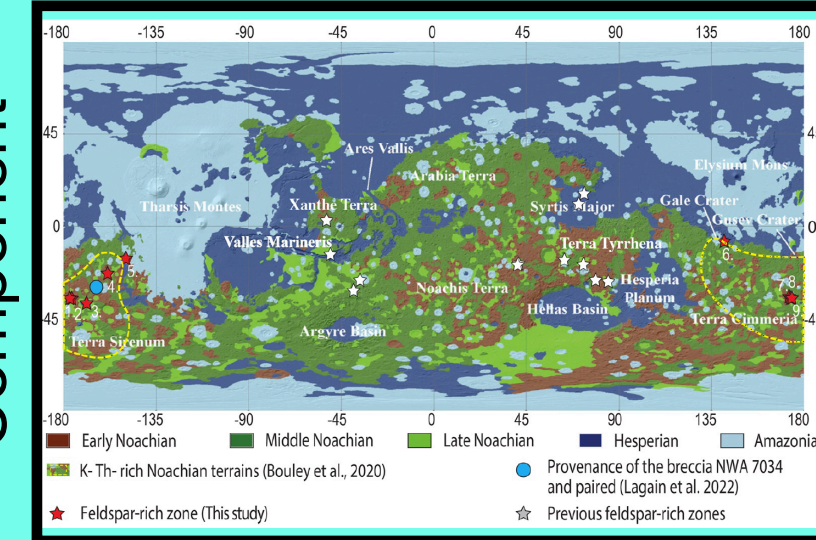 -180 -135 -90 -45 0 45 90 135 180
45
Ares Vallis
Arabia Terra
Elysium Mons
Tharsis Montes
Xanthe Terra
Syrtis Major
Gale Crater
Gusev Crater
0
Valles Marineris
Terra Tyrrhena
5.
6.
4.
Noachis Terra
Hesperia
Planum
7. 8.
2. 3.
Hellas Basin
9
45
Argyre Basin
Terra Cimmeria
-4
Terra Sirenum
-180 -135 -90 -45 0 45 90 135 180
Early Noachian Middle Noachian Late Noachian Hesperian Amazonia
K- Th- rich Noachian terrains (Bouley et al., 2020)
Provenance of the breccia NWA 7034
and paired (Lagain et al. 2022)
Feldspar-rich zone (This study)
Previous feldspar-rich zones